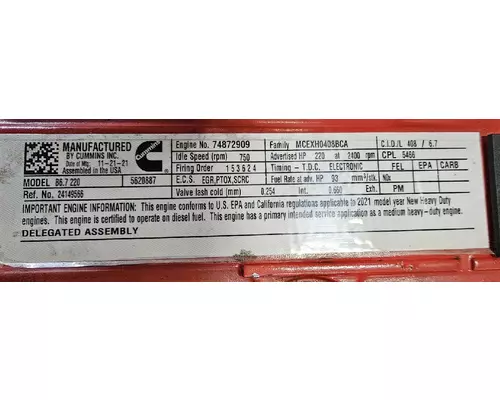 MANUFACTURED
BY CUMMINS INC.
Date of Mfg. 11-21-21
Assembled in the USA
MODEL B6.7 220 5628887
Ref. No. 24149566
Cummins
Engine No. 74872909
Idle Speed (rpm) 750
Firing Order 1 5 3 6 2 4
E.C.S. EGR,PTOX,SCRC
Valve lash cold (mm) 0.254 Int. 0.660 Exh.
Family MCEXH0408BCA
Advertised HP 220 at 2400 rpm
Timing - T.D.C. ELECTRONIC
Fuel Rate at adv. HP 93 mm³/stk.
C.I.D./L 408 / 6.7
CPL 5466
FEL EPA CARB
NOx
PM
IMPORTANT ENGINE INFORMATION: This engine conforms to U.S. EPA and California regulations applicable to 2021 model year New Heavy Duty
engines. This engine is certified to operate on diesel fuel. This engine has a primary intended service application as a medium heavy-duty engine.
DELEGATED ASSEMBLY